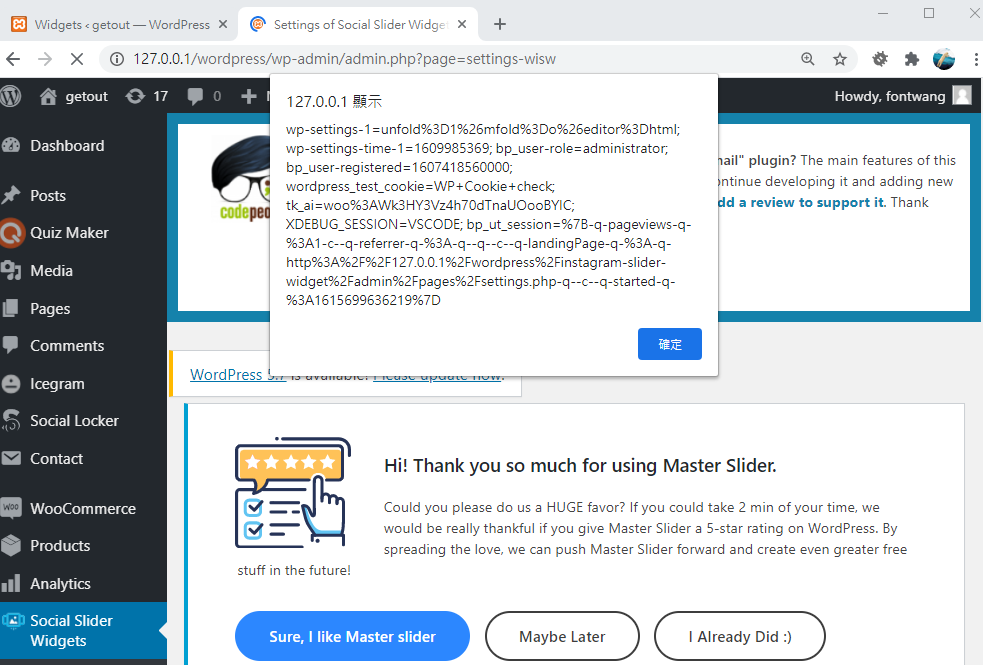 Widgets ‹ getout — WordPress
Settings of Social Slider Widget
127.0.0.1/wordpress/wp-admin/admin.php?page=settings-wisw
getout
17
0
Howdy, fontwang
127.0.0.1 顯示
wp-settings-1=unfold%3D1%26mfold%3Do%26editor%3Dhtml;
wp-settings-time-1=1609985369; bp_user-role=administrator;
bp_user-registered=1607418560000;
wordpress_test_cookie=WP+Cookie+check;
tk_ai=woo%3AWk3HY3Vz4h70dTnaUOooBYIC;
XDEBUG_SESSION=VSCODE; bp_ut_session=%7B-q-pageviews-q-
%3A1-c--q-referrer-q-%3A-q--q--c--q-landingPage-q-%3A-q-
http%3A%2F%2F127.0.0.1%2Fwordpress%2Finstagram-slider-
widget%2Fadmin%2Fpages%2Fsettings.php-q--c--q-started-q-
%3A1615699636219%7D
確定
codepeo
mail" plugin? The main features of this
ontinue developing it and adding new
dd a review to support it. Thank
Dashboard
Posts
Quiz Maker
Media
Pages
Comments
Icegram
Social Locker
Contact
WooCommerce
Products
Analytics
Social Slider
Widgets
WordPress 5.7 is available! Please update now.
Hi! Thank you so much for using Master Slider.
Could you please do us a HUGE favor? If you could take 2 min of your time, we
would be really thankful if you give Master Slider a 5-star rating on WordPress. By
spreading the love, we can push Master Slider forward and create even greater free
stuff in the future!
Sure, I like Master slider
Maybe Later
I Already Did :)